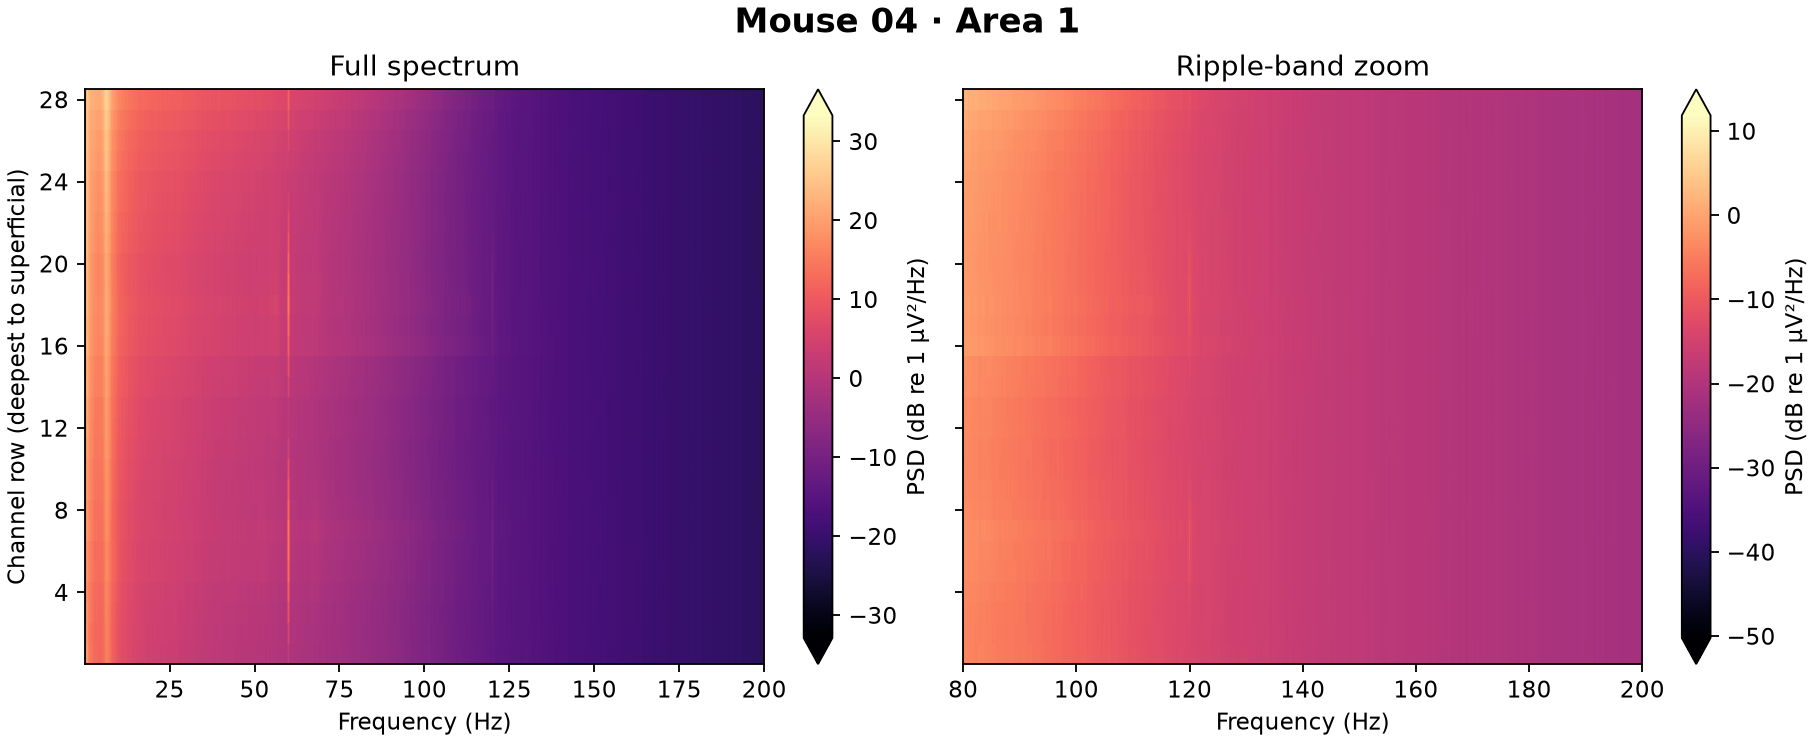 Mouse 04 · Area 1
Full spectrum
Channel row (deepest to superficial)
28
24
20
16
12
8
4
25 50 75 100 125 150 175 200
Frequency (Hz)
30
20
10
0
−10
−20
−30
PSD (dB re 1 µV²/Hz)
Ripple-band zoom
80 100 120 140 160 180 200
Frequency (Hz)
10
0
−10
−20
−30
−40
−50
PSD (dB re 1 µV²/Hz)